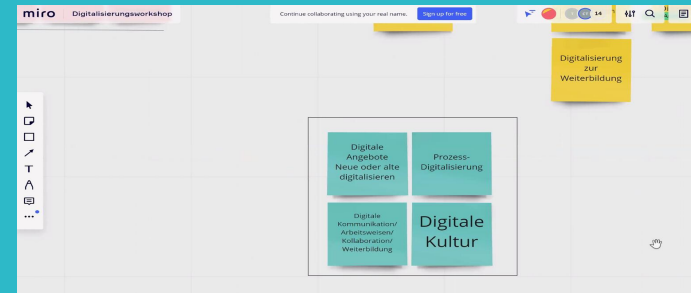 miro Digitalisierungsworkshop
Continue collaborating using your real name. Sign up for free
14
Digitalisierung
zur
Weiterbildung
Digitale
Angebote
Neue oder alte
digitalisieren
Prozess-
Digitalisierung
Digitale
Kommunikation/
Arbeitsweisen/
Kollaboration/
Weiterbildung
Digitale
Kultur